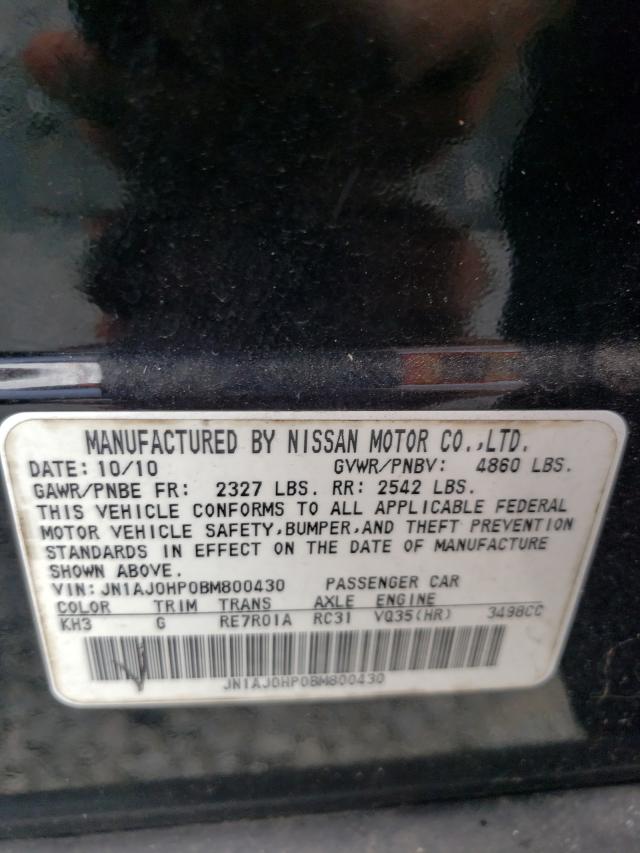 MANUFACTURED BY NISSAN MOTOR CO.,LTD.
DATE: 10/10 GVWR/PNBV: 4860 LBS.
GAWR/PNBE FR: 2327 LBS. RR: 2542 LBS.
THIS VEHICLE CONFORMS TO ALL APPLICABLE FEDERAL
MOTOR VEHICLE SAFETY,BUMPER,AND THEFT PREVENTION
STANDARDS IN EFFECT ON THE DATE OF MANUFACTURE
SHOWN ABOVE.
VIN: JN1AJ0HP0BM800430 PASSENGER CAR
COLOR TRIM TRANS AXLE ENGINE
KH3 G RE7R01A RC31 VQ35(HR) 3498CC
JN1AJ0HP0BM800430